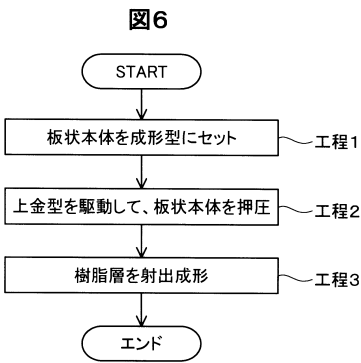 図6
START
板状本体を成形型にセット
工程1
上金型を駆動して、板状本体を押圧
工程2
樹脂層を射出成形
工程3
エンド